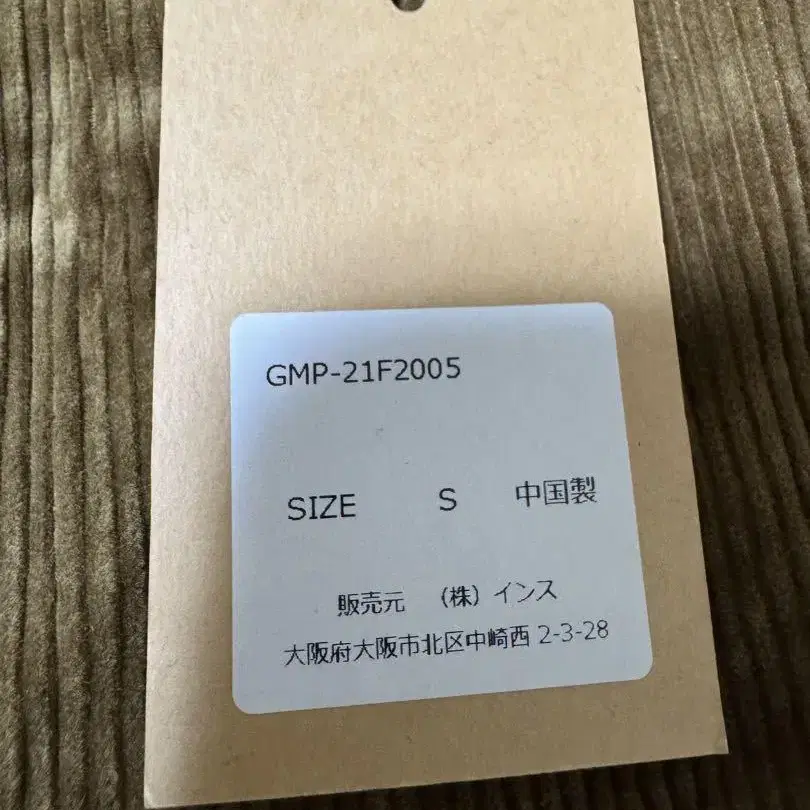 GMP-21F2005
SIZE S 中国製
販売元 (株) インス
大阪府大阪市北区中崎西 2-3-28